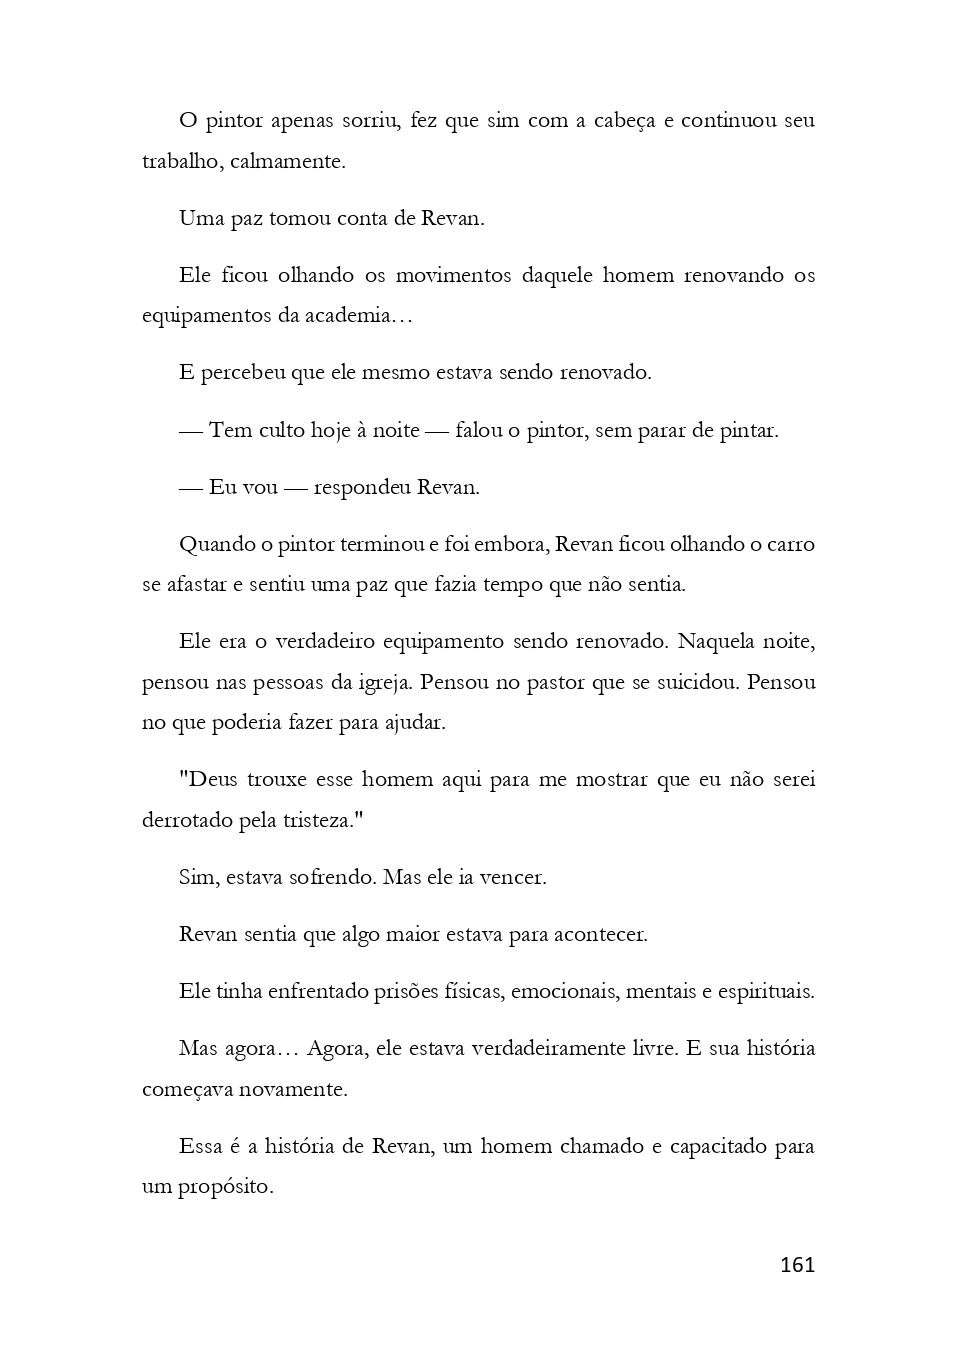 O pintor apenas sorriu, fez que sim com a cabeça e continuou seu
trabalho, calmamente.
Uma paz tomou conta de Revan.
Ele ficou olhando os movimentos daquele homem renovando os
equipamentos da academia…
E percebeu que ele mesmo estava sendo renovado.
— Tem culto hoje à noite — falou o pintor, sem parar de pintar.
— Eu vou — respondeu Revan.
Quando o pintor terminou e foi embora, Revan ficou olhando o carro
se afastar e sentiu uma paz que fazia tempo que não sentia.
Ele era o verdadeiro equipamento sendo renovado. Naquela noite,
pensou nas pessoas da igreja. Pensou no pastor que se suicidou. Pensou
no que poderia fazer para ajudar.
"Deus trouxe esse homem aqui para me mostrar que eu não serei
derrotado pela tristeza."
Sim, estava sofrendo. Mas ele ia vencer.
Revan sentia que algo maior estava para acontecer.
Ele tinha enfrentado prisões físicas, emocionais, mentais e espirituais.
Mas agora… Agora, ele estava verdadeiramente livre. E sua história
começava novamente.
Essa é a história de Revan, um homem chamado e capacitado para
um propósito.
161